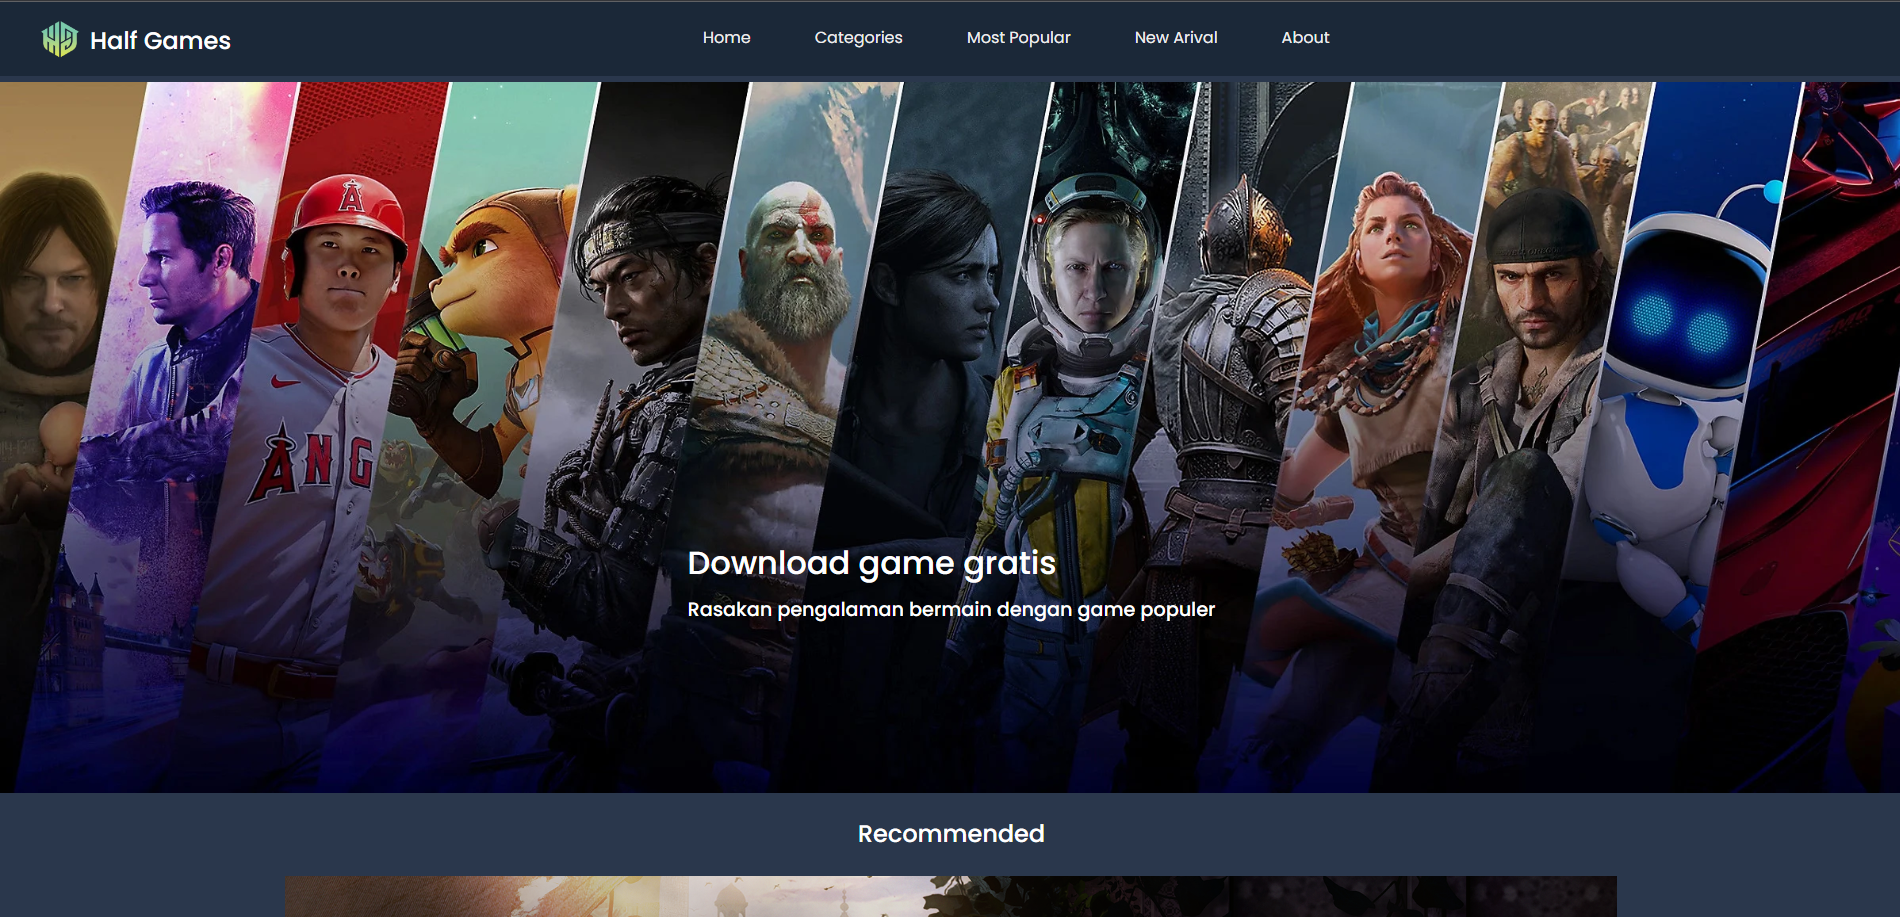 Half Games
Home
Categories
Most Popular
New Arival
About
A
ANG
Download game gratis
Rasakan pengalaman bermain dengan game populer
Recommended